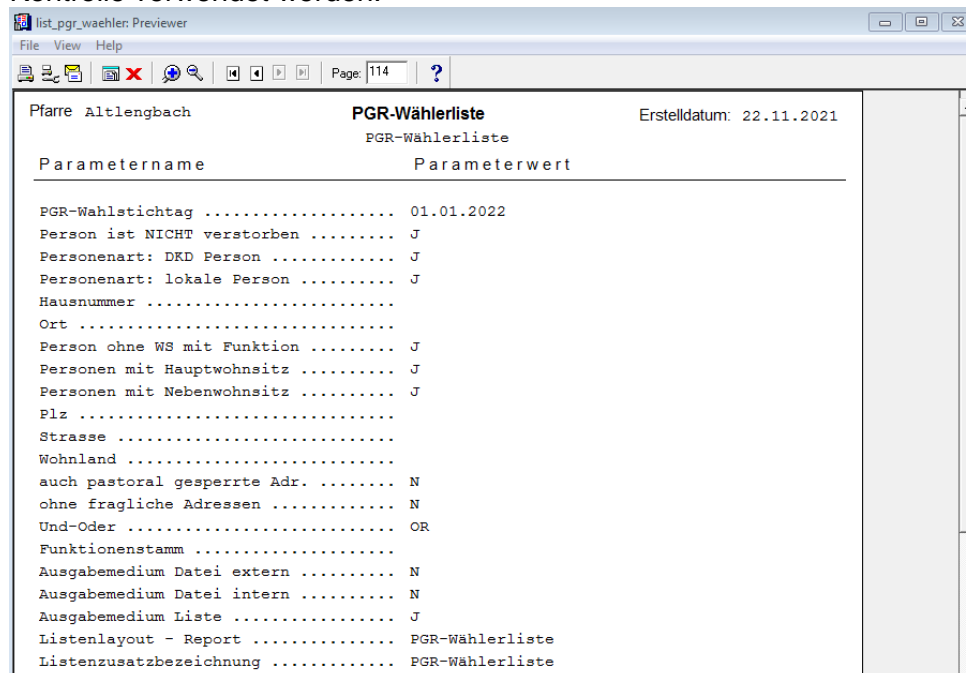 Kontrolle verwendet werden.
list_pgr_waehler: Previewer
File View Help
Page: 114 ?
Pfarre Altlengbach PGR-Wählerliste Erstelldatum: 22.11.2021
PGR-Wählerliste
Parametername Parameterwert
PGR-Wahlstichtag .................... 01.01.2022
Person ist NICHT verstorben ......... J
Personenart: DKD Person ............. J
Personenart: lokale Person .......... J
Hausnummer ..........................
Ort .................................
Person ohne WS mit Funktion ......... J
Personen mit Hauptwohnsitz .......... J
Personen mit Nebenwohnsitz .......... J
Plz .................................
Strasse .............................
Wohnland ............................
auch pastoral gesperrte Adr. ........ N
ohne fragliche Adressen ............. N
Und-Oder ............................ OR
Funktionenstamm .....................
Ausgabemedium Datei extern .......... N
Ausgabemedium Datei intern .......... N
Ausgabemedium Liste ................. J
Listenlayout - Report ............... PGR-Wählerliste
Listenzusatzbezeichnung ............. PGR-Wählerliste